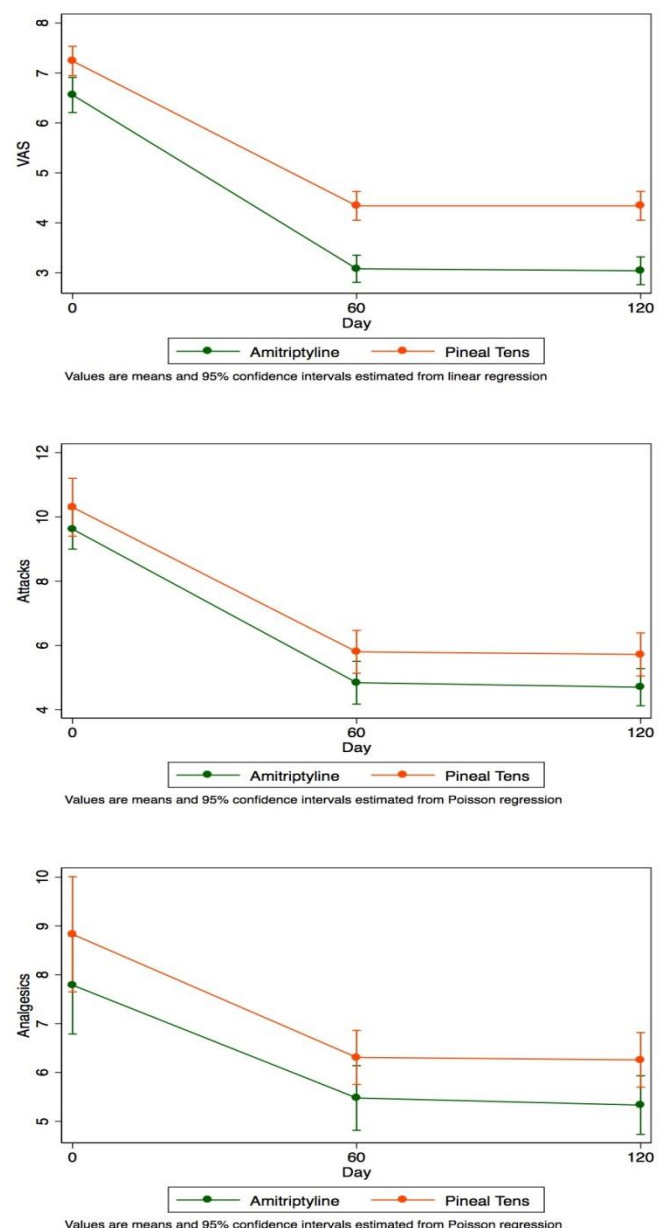 8
7
6
5
4
3
VAS
0 60 120
Day
Amitriptyline Pineal Tens
Values are means and 95% confidence intervals estimated from linear regression
12
10
8
6
4
Attacks
0 60 120
Day
Amitriptyline Pineal Tens
Values are means and 95% confidence intervals estimated from Poisson regression
10
9
8
7
6
5
Analgesics
0 60 120
Day
Amitriptyline Pineal Tens
Values are means and 95% confidence intervals estimated from Poisson regression